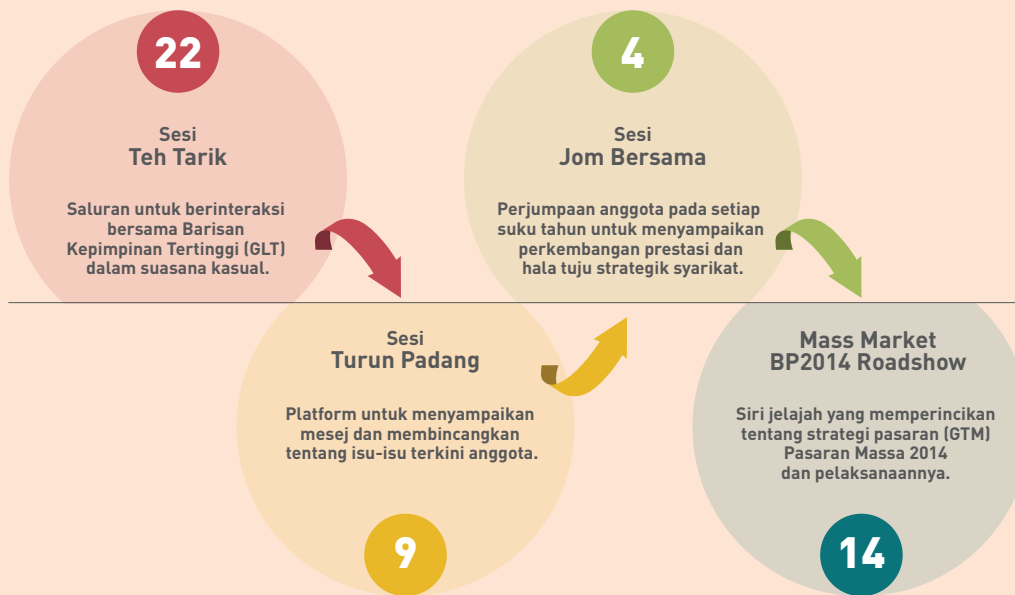 22
Sesi
Teh Tarik
Saluran untuk berinteraksi
bersama Barisan
Kepimpinan Tertinggi (GLT)
dalam suasana kasual.
Sesi
Turun Padang
Platform untuk menyampaikan
mesej dan membincangkan
tentang isu-isu terkini anggota.
9
4
Sesi
Jom Bersama
Perjumpaan anggota pada setiap
suku tahun untuk menyampaikan
perkembangan prestasi dan
hala tuju strategik syarikat.
Mass Market
BP2014 Roadshow
Siri jelajah yang memperincikan
tentang strategi pasaran (GTM)
Pasaran Massa 2014
dan pelaksanaannya.
14